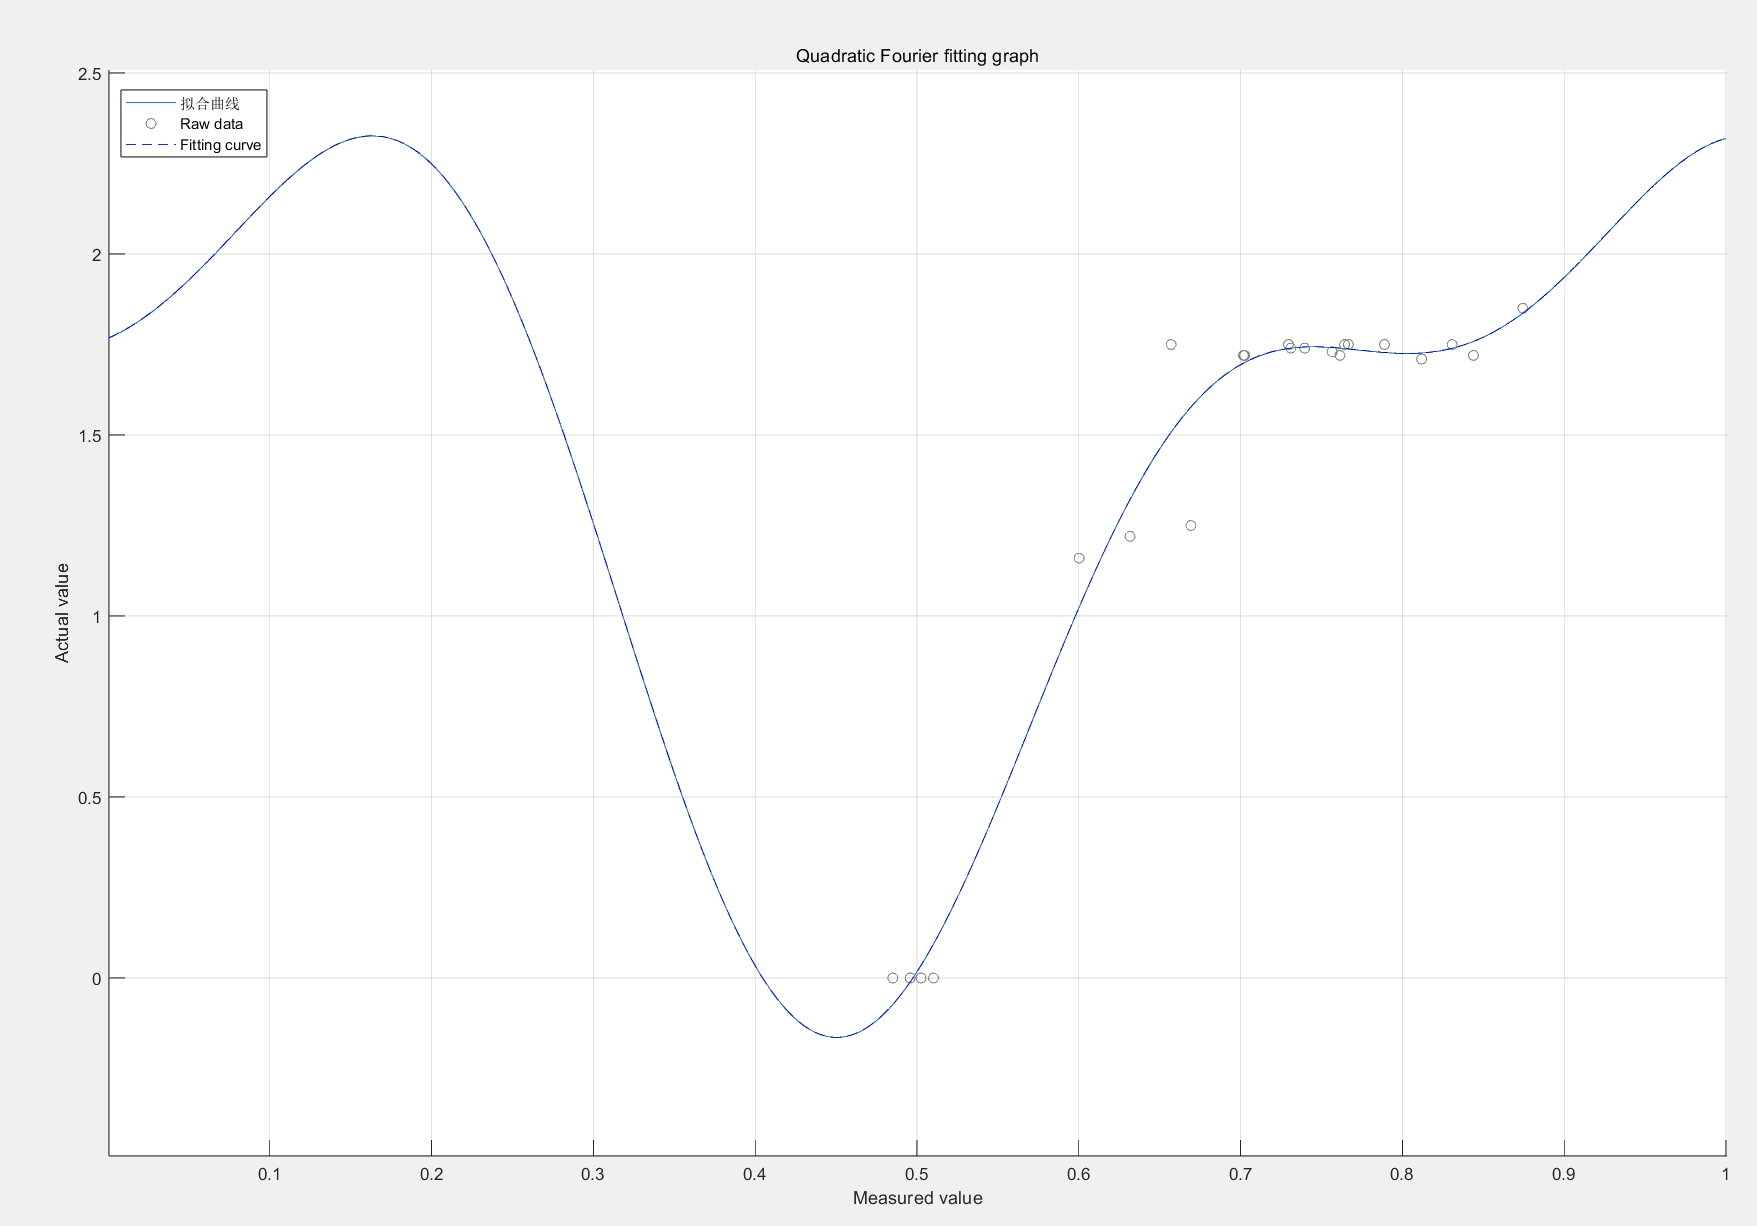 Quadratic Fourier fitting graph
拟合曲线
Raw data
Fitting curve
2.5
2
1.5
1
0.5
0
Actual value
0.1 0.2 0.3 0.4 0.5 0.6 0.7 0.8 0.9 1
Measured value